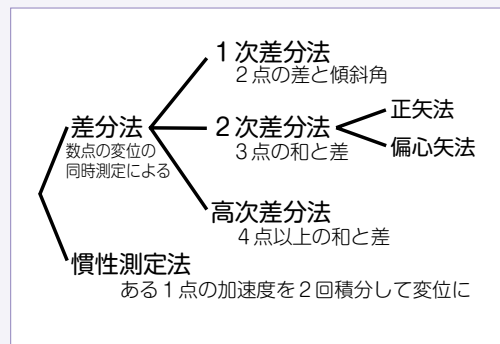 1次差分法
2点の差と傾斜角
差分法
数点の変位の
同時測定による
2次差分法
3点の和と差
正矢法
偏心矢法
高次差分法
4点以上の和と差
慣性測定法
ある1点の加速度を2回積分して変位に